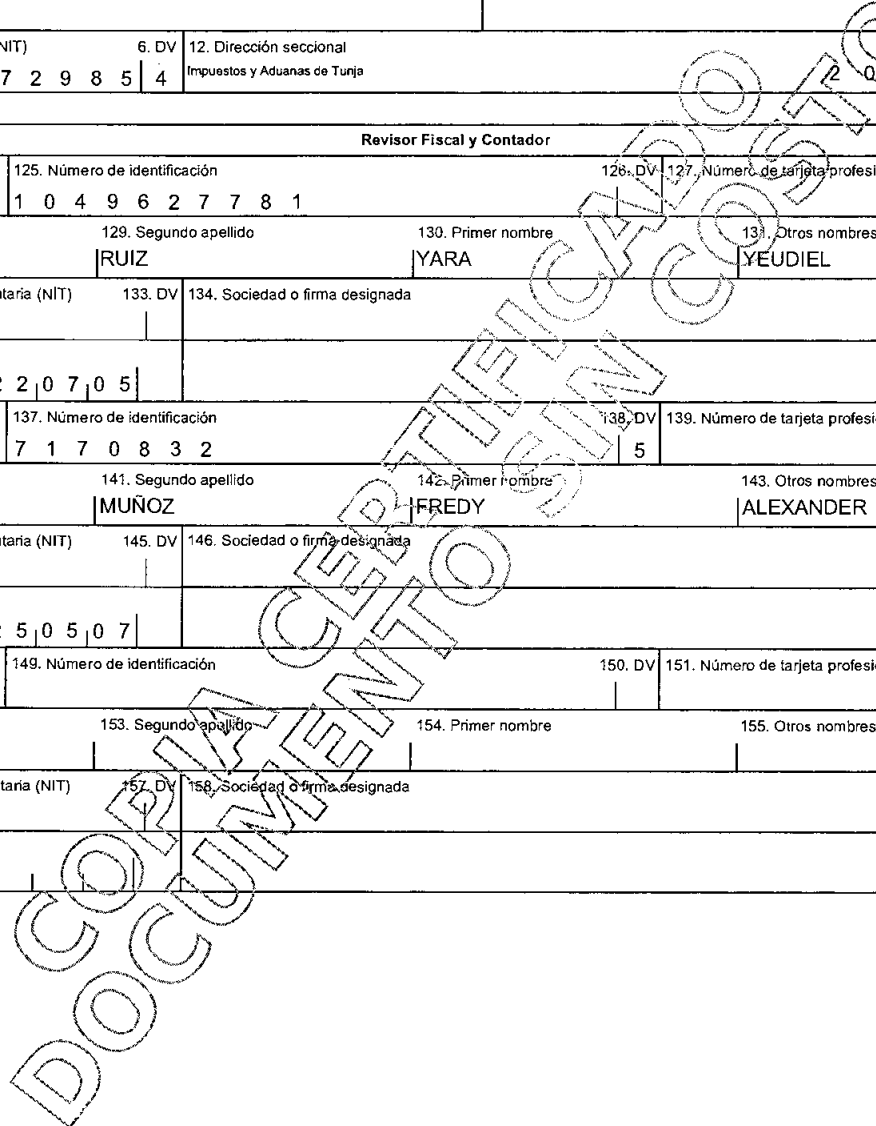 NIT) 6. DV 12. Dirección seccional
7 2 9 8 5 4 Impuestos y Aduanas de Tunja 2 0
Revisor Fiscal y Contador
125. Número de identificación 126. DV 127. Número de tarjeta profesi
1 0 4 9 6 2 7 7 8 1
129. Segundo apellido 130. Primer nombre 131. Otros nombres
RUIZ YARA YEUDIEL
taria (NIT) 133. DV 134. Sociedad o firma designada
2 2 0 7 0 5
137. Número de identificación 138. DV 139. Número de tarjeta profesi
7 1 7 0 8 3 2 5
141. Segundo apellido 142. Primer nombre 143. Otros nombres
MUÑOZ FREDY ALEXANDER
utaria (NIT) 145. DV 146. Sociedad o firma designada
2 5 0 5 0 7
149. Número de identificación 150. DV 151. Número de tarjeta profesi
153. Segundo apellido 154. Primer nombre 155. Otros nombres
taria (NIT) 157. DV 158. Sociedad o firma designada
COPIA CERTIFICADO
DOCUMENTO SIN COSTO